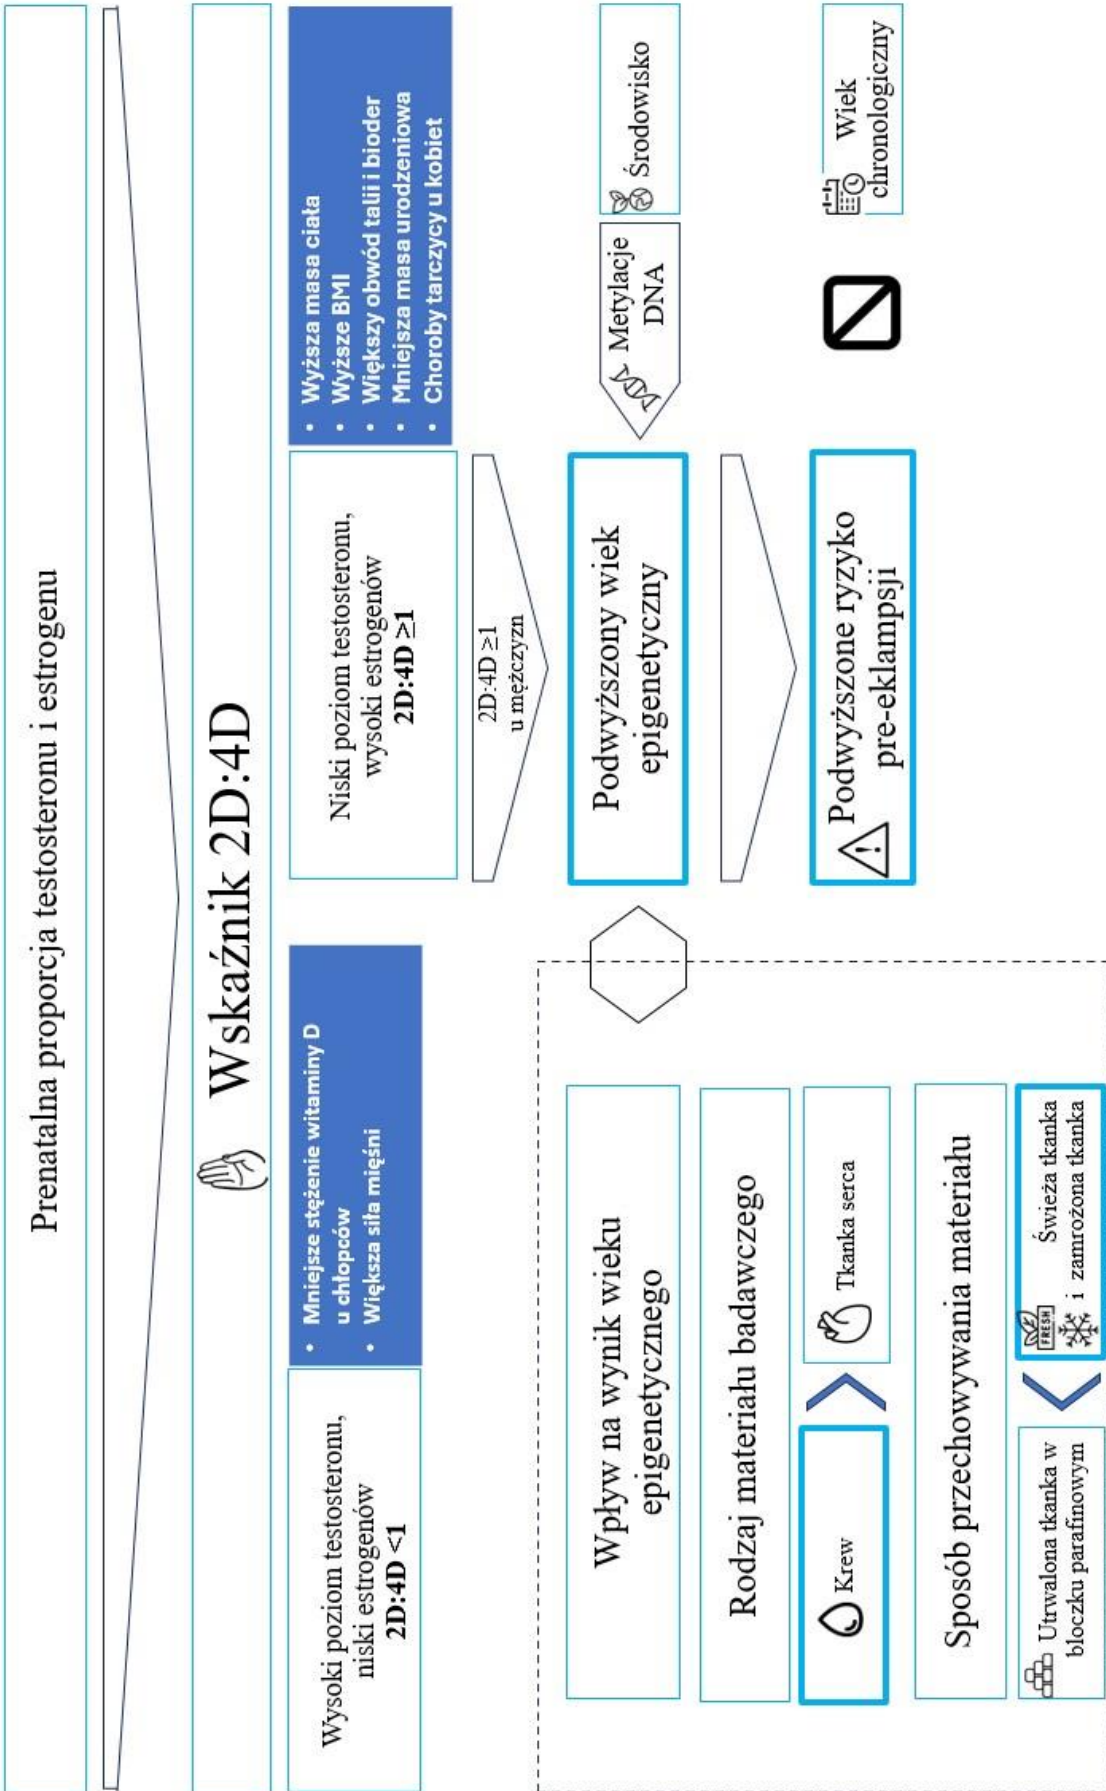 Prenatalna proporcja testosteronu i estrogenu
Wskaźnik 2D:4D
Wysoki poziom testosteronu,
niski estrogenów
2D:4D <1
• Mniejsze stężenie witaminy D
u chłopców
• Większa siła mięśni
Niski poziom testosteronu,
wysoki estrogenów
2D:4D ≥1
• Wyższa masa ciała
• Wyższe BMI
• Większy obwód talii i bioder
• Mniejsza masa urodzeniowa
• Choroby tarczycy u kobiet
2D:4D ≥1
u mężczyzn
Podwyższony wiek
epigenetyczny
Metylacje
DNA
Środowisko
Podwyższone ryzyko
pre-eklampsji
Wiek
chronologiczny
Wpływ na wynik wieku
epigenetycznego
Rodzaj materiału badawczego
Krew
Tkanka serca
Sposób przechowywania materiału
Utrwalona tkanka w
bloczku parafinowym
FRESH
Świeża tkanka
i zamrożona tkanka